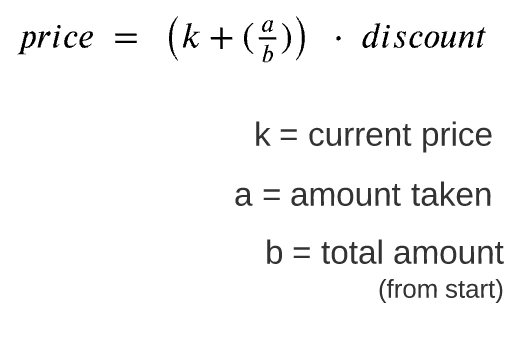 price = (k + (a/b)) · discount
k = current price
a = amount taken
b = total amount
(from start)